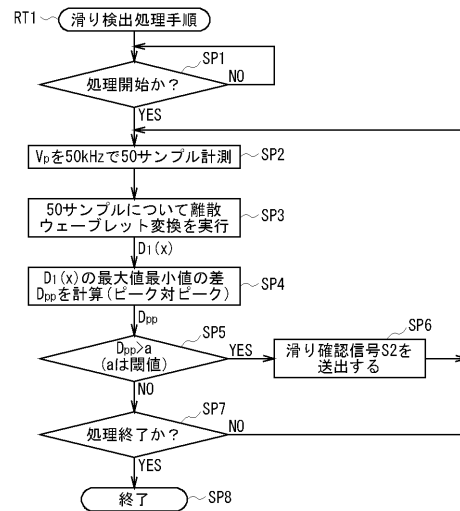 RT1 滑り検出処理手順
SP1
処理開始か?
NO
YES
Vpを50kHzで50サンプル計測 SP2
50サンプルについて離散
ウェーブレット変換を実行
SP3
D1(x)
D1(x)の最大値最小値の差
Dppを計算(ピーク対ピーク)
SP4
Dpp
SP5
Dpp>a
(aは閾値)
YES
SP6
滑り確認信号S2を
送出する
NO
SP7
処理終了か?
NO
YES
終了 SP8